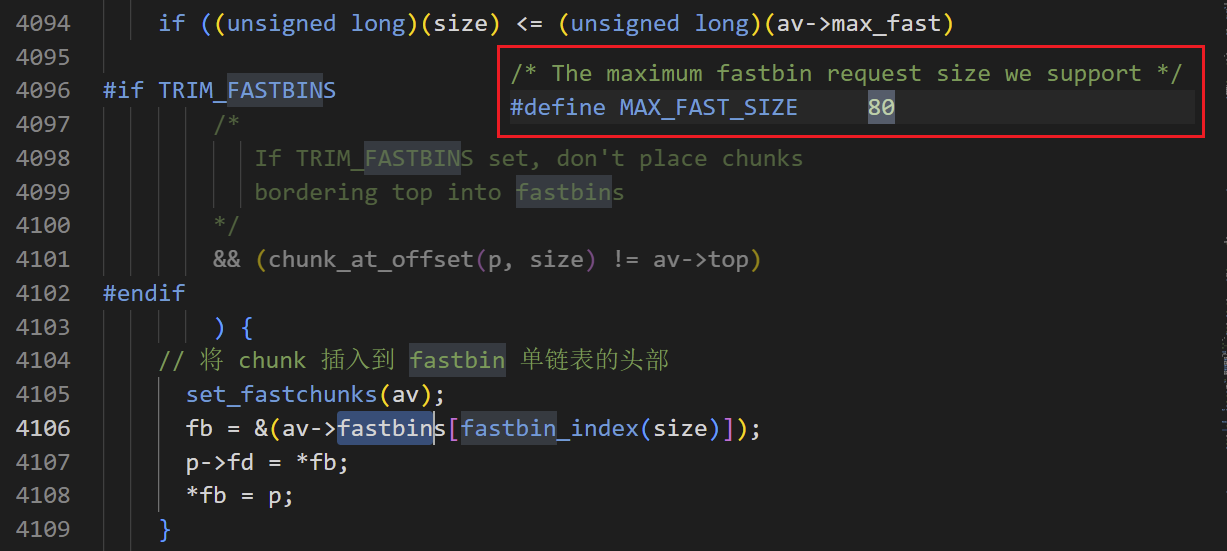 4094 if ((unsigned long)(size) <= (unsigned long)(av->max_fast)
4095
/* The maximum fastbin request size we support */
#define MAX_FAST_SIZE 80
4096 #if TRIM_FASTBINS
4097 /*
4098 If TRIM_FASTBINS set, don't place chunks
4099 bordering top into fastbins
4100 */
4101 && (chunk_at_offset(p, size) != av->top)
4102 #endif
4103 ) {
4104 // 将 chunk 插入到 fastbin 单链表的头部
4105 set_fastchunks(av);
4106 fb = &(av->fastbins[fastbin_index(size)]);
4107 p->fd = *fb;
4108 *fb = p;
4109 }